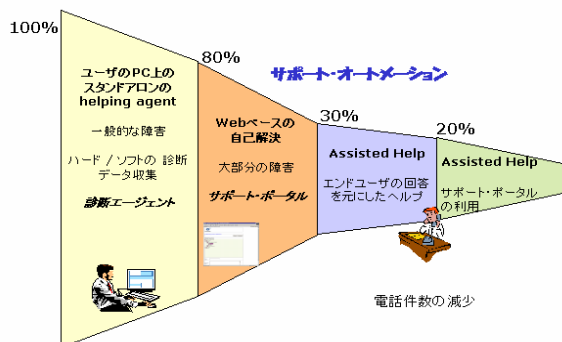 100%
80%
サポート・オートメーション
30%
20%
ユーザのPC上の
スタンドアロンの
helping agent
一般的な障害
ハード / ソフトの 診断
データ収集
診断エージェント
Webベースの
自己解決
大部分の障害
サポート・ポータル
Assisted Help
エンドユーザの回答
を元にしたヘルプ
Assisted Help
サポート・ポータル
の利用
電話件数の減少